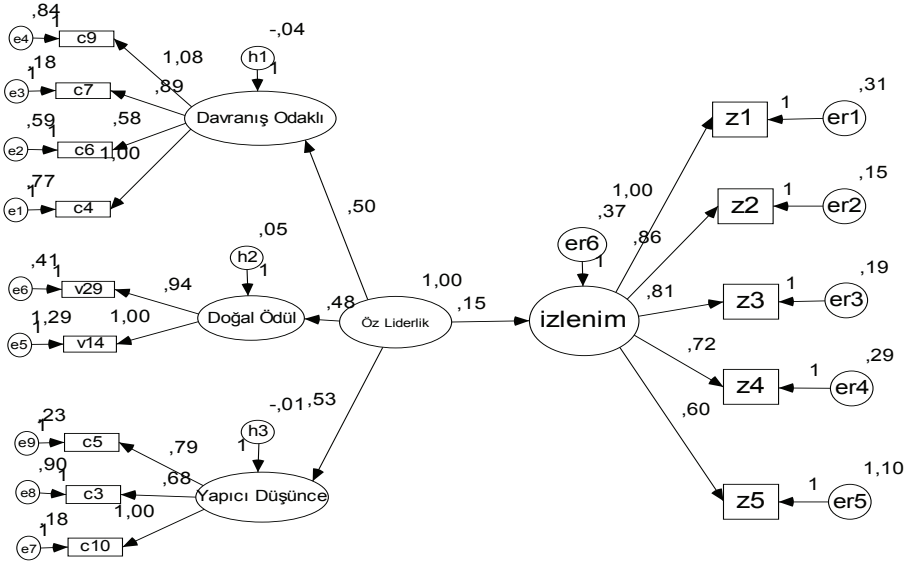 ,84
e4 1 c9
1,08
,18
e3 1 c7
,89
,59
e2 1 c6
,58
,77
e1 1 c4
1,00
-,04
h1
1
Davranış Odaklı
,50
,41
e6 1 v29
,94
1,29
e5 1 v14
1,00
,05
h2
1
Doğal Ödül
,48
Öz Liderlik
1,00
,15
,23
e9 1 c5
,79
,90
e8 1 c3
,68
,18
e7 1 c10
1,00
-,01
h3
1
Yapıcı Düşünce
,53
,37
er6
1
izlenim
1,00
z1 1 er1
,31
,86
z2 1 er2
,15
,81
z3 1 er3
,19
,72
z4 1 er4
,29
,60
z5 1 er5
1,10